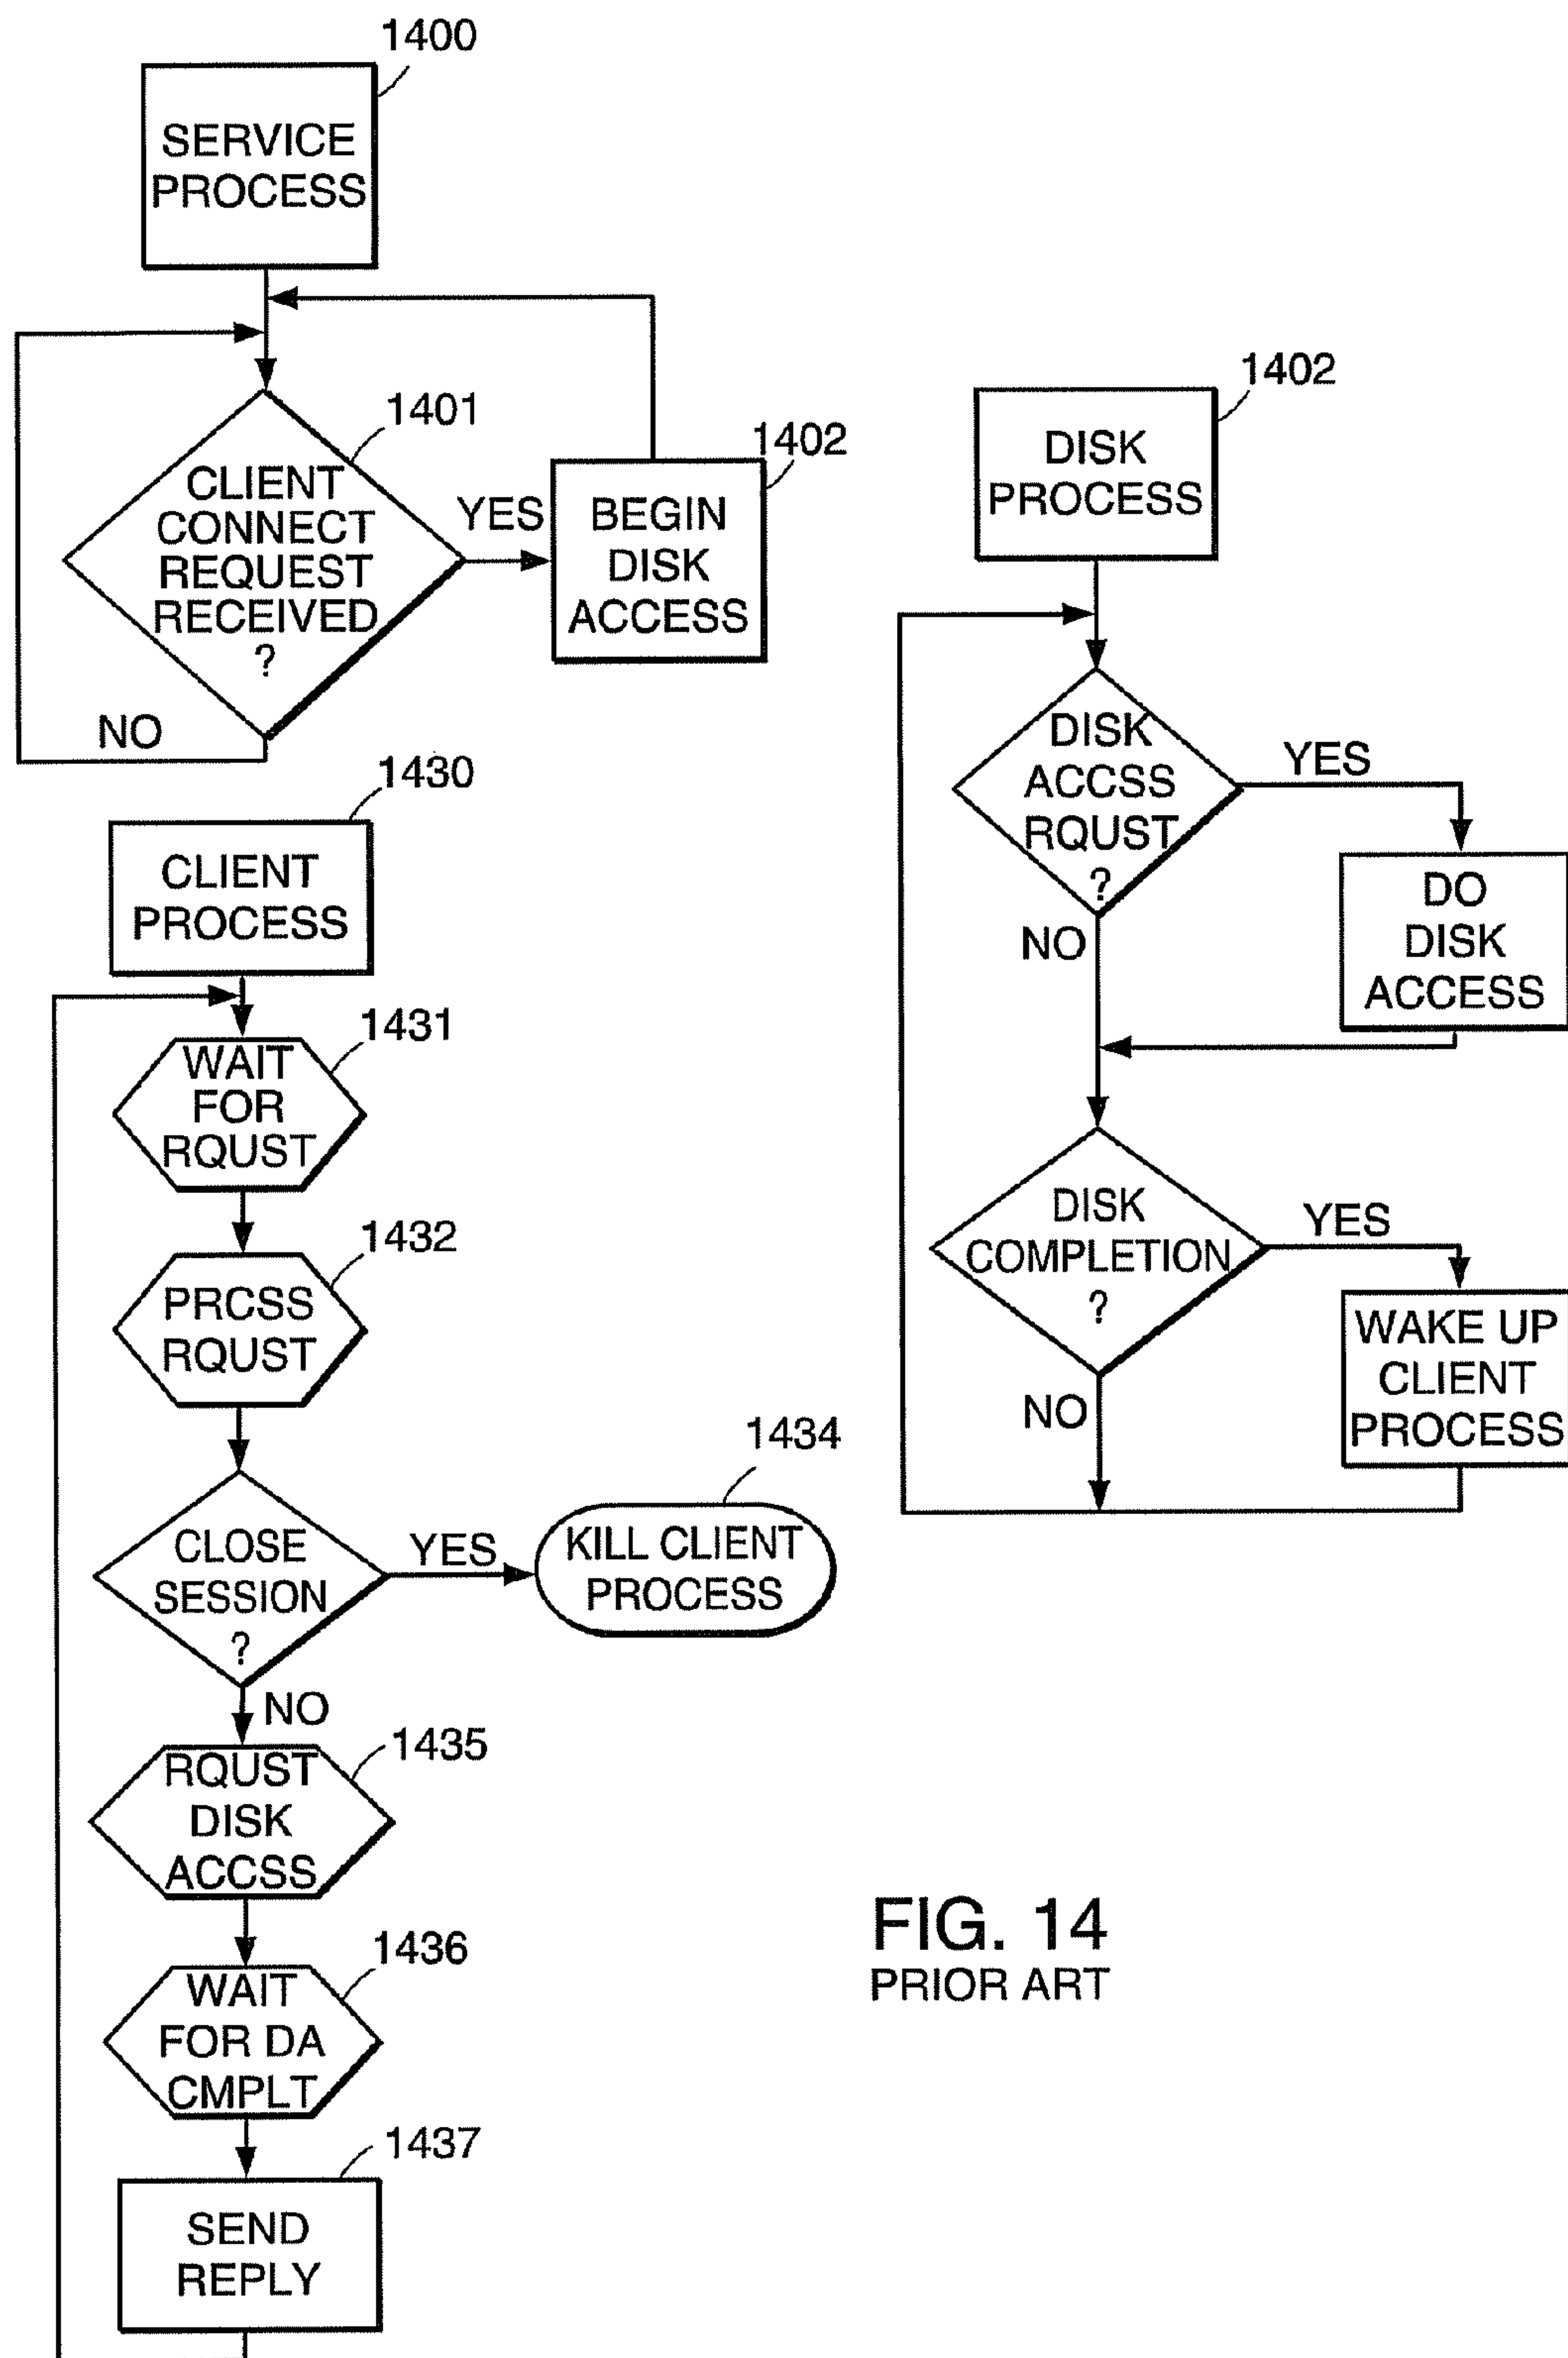 1400
SERVICE
PROCESS
1401
CLIENT
CONNECT
REQUEST
RECEIVED
?
YES
NO
1402
BEGIN
DISK
ACCESS
1430
CLIENT
PROCESS
1431
WAIT
FOR
RQUST
1432
PRCSS
RQUST
CLOSE
SESSION
?
YES
1434
KILL CLIENT
PROCESS
NO
1435
RQUST
DISK
ACCSS
1436
WAIT
FOR DA
CMPLT
1437
SEND
REPLY
1402
DISK
PROCESS
DISK
ACCSS
RQUST
?
YES
DO
DISK
ACCESS
NO
DISK
COMPLETION
?
YES
WAKE UP
CLIENT
PROCESS
NO
FIG. 14
PRIOR ART